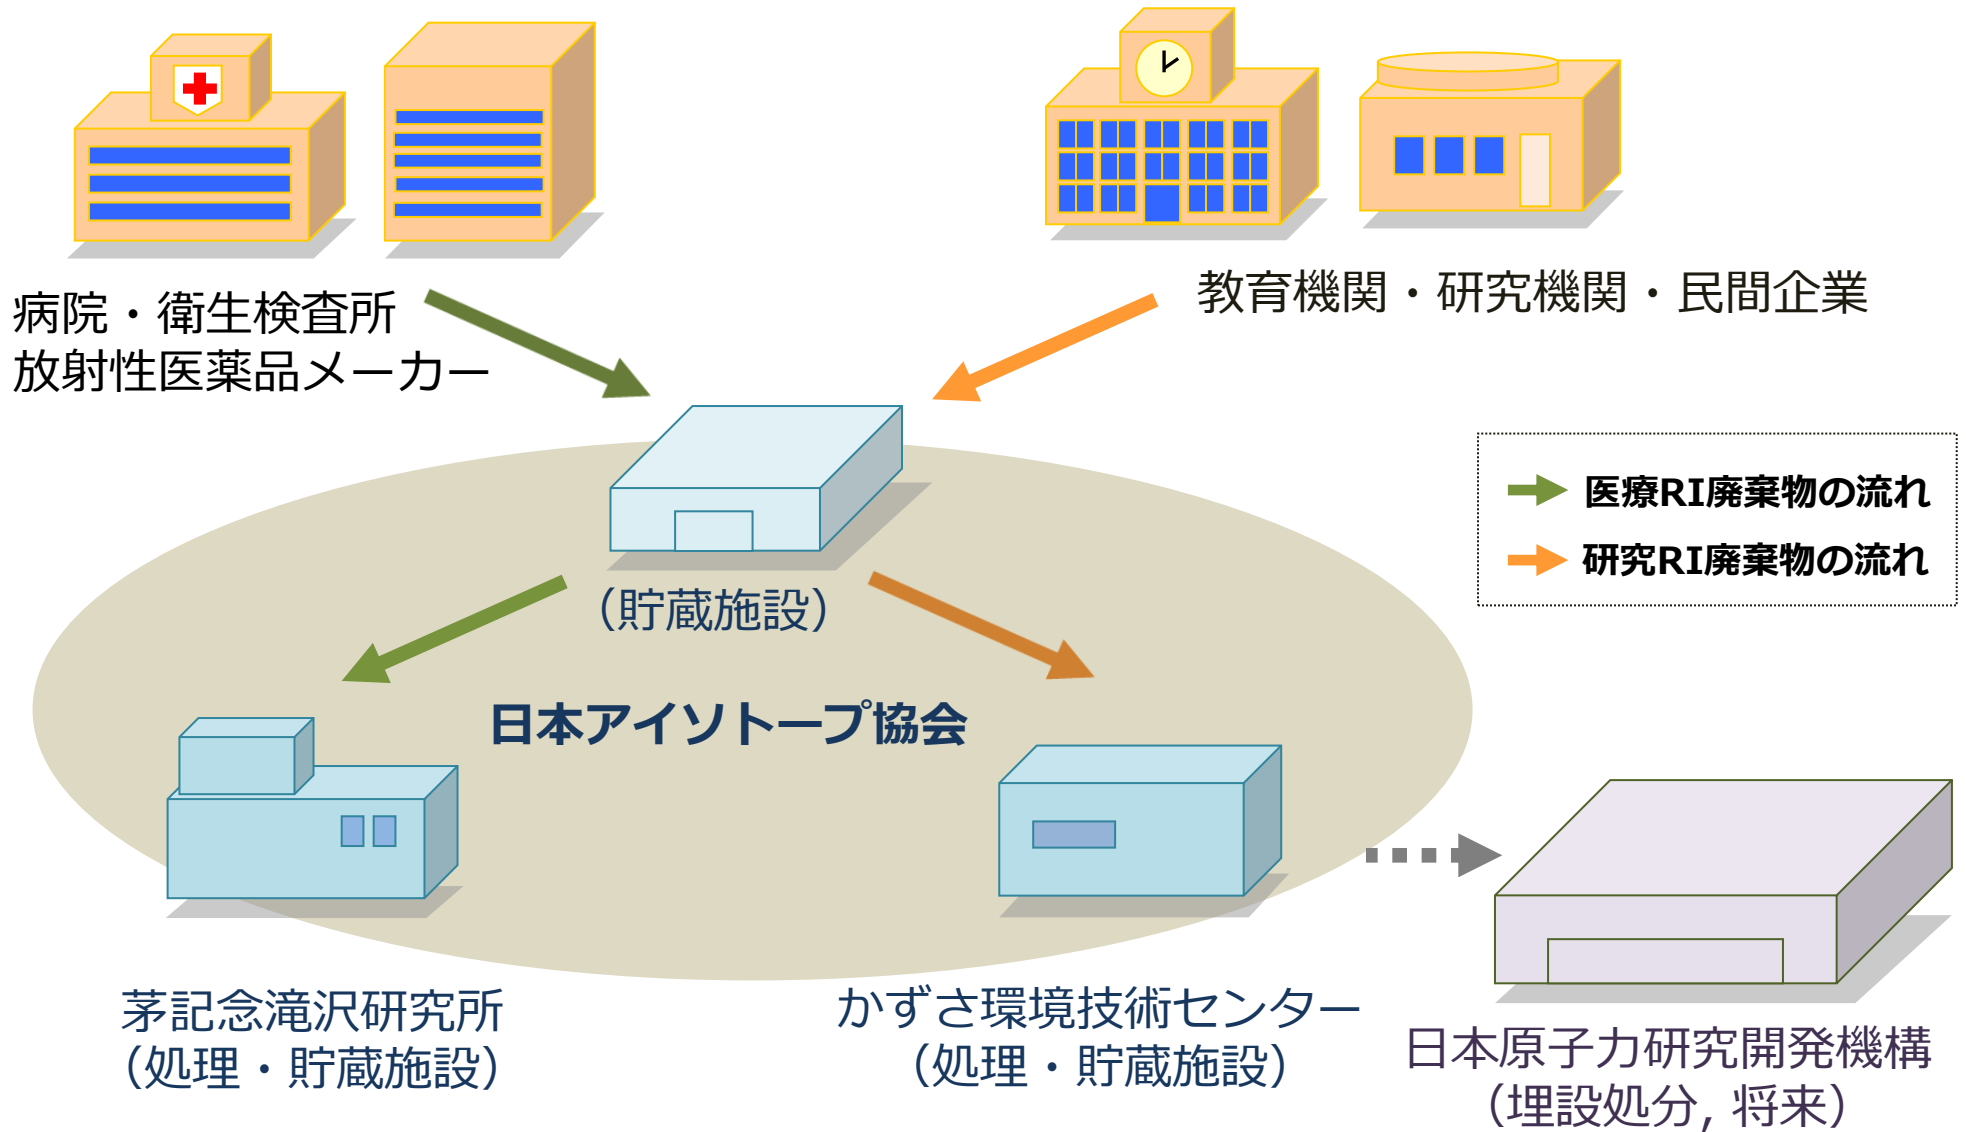 病院・衛生検査所
放射性医薬品メーカー
教育機関・研究機関・民間企業
医療RI廃棄物の流れ
研究RI廃棄物の流れ
（貯蔵施設）
日本アイソトープ協会
茅記念滝沢研究所
（処理・貯蔵施設）
かずさ環境技術センター
（処理・貯蔵施設）
日本原子力研究開発機構
（埋設処分, 将来）